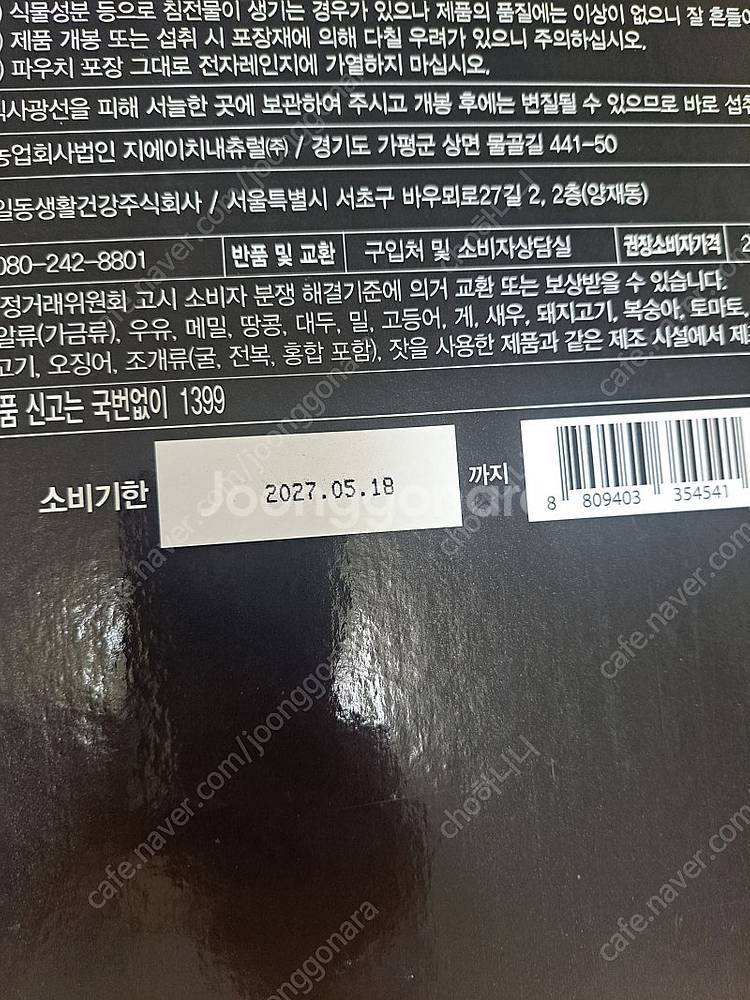 식물성분 등으로 침전물이 생기는 경우가 있으나 제품의 품질에는 이상이 없으니 잘 흔들어
) 제품 개봉 또는 섭취 시 포장재에 의해 다칠 우려가 있으니 주의하십시오.
) 파우치 포장 그대로 전자레인지에 가열하지 마십시오.
직사광선을 피해 서늘한 곳에 보관하여 주시고 개봉 후에는 변질될 수 있으므로 바로 섭취
농업회사법인 지에이치내츄럴(주) / 경기도 가평군 상면 물골길 441-50
일동생활건강주식회사 / 서울특별시 서초구 바우뫼로27길 2, 2층(양재동)
080-242-8801 반품 및 교환 구입처 및 소비자상담실 권장소비자가격 2
정거래위원회 고시 소비자 분쟁 해결기준에 의거 교환 또는 보상받을 수 있습니다.
알류(가금류), 우유, 메밀, 땅콩, 대두, 밀, 고등어, 게, 새우, 돼지고기, 복숭아, 토마토,
고기, 오징어, 조개류(굴, 전복, 홍합 포함), 잣을 사용한 제품과 같은 제조 시설에서 제
품 신고는 국번없이 1399
소비기한 2027.05.18 까지
8 809403 354541
Joonggonara
cafe.naver.com/joonggonara
cho하니니
cafe.naver.com